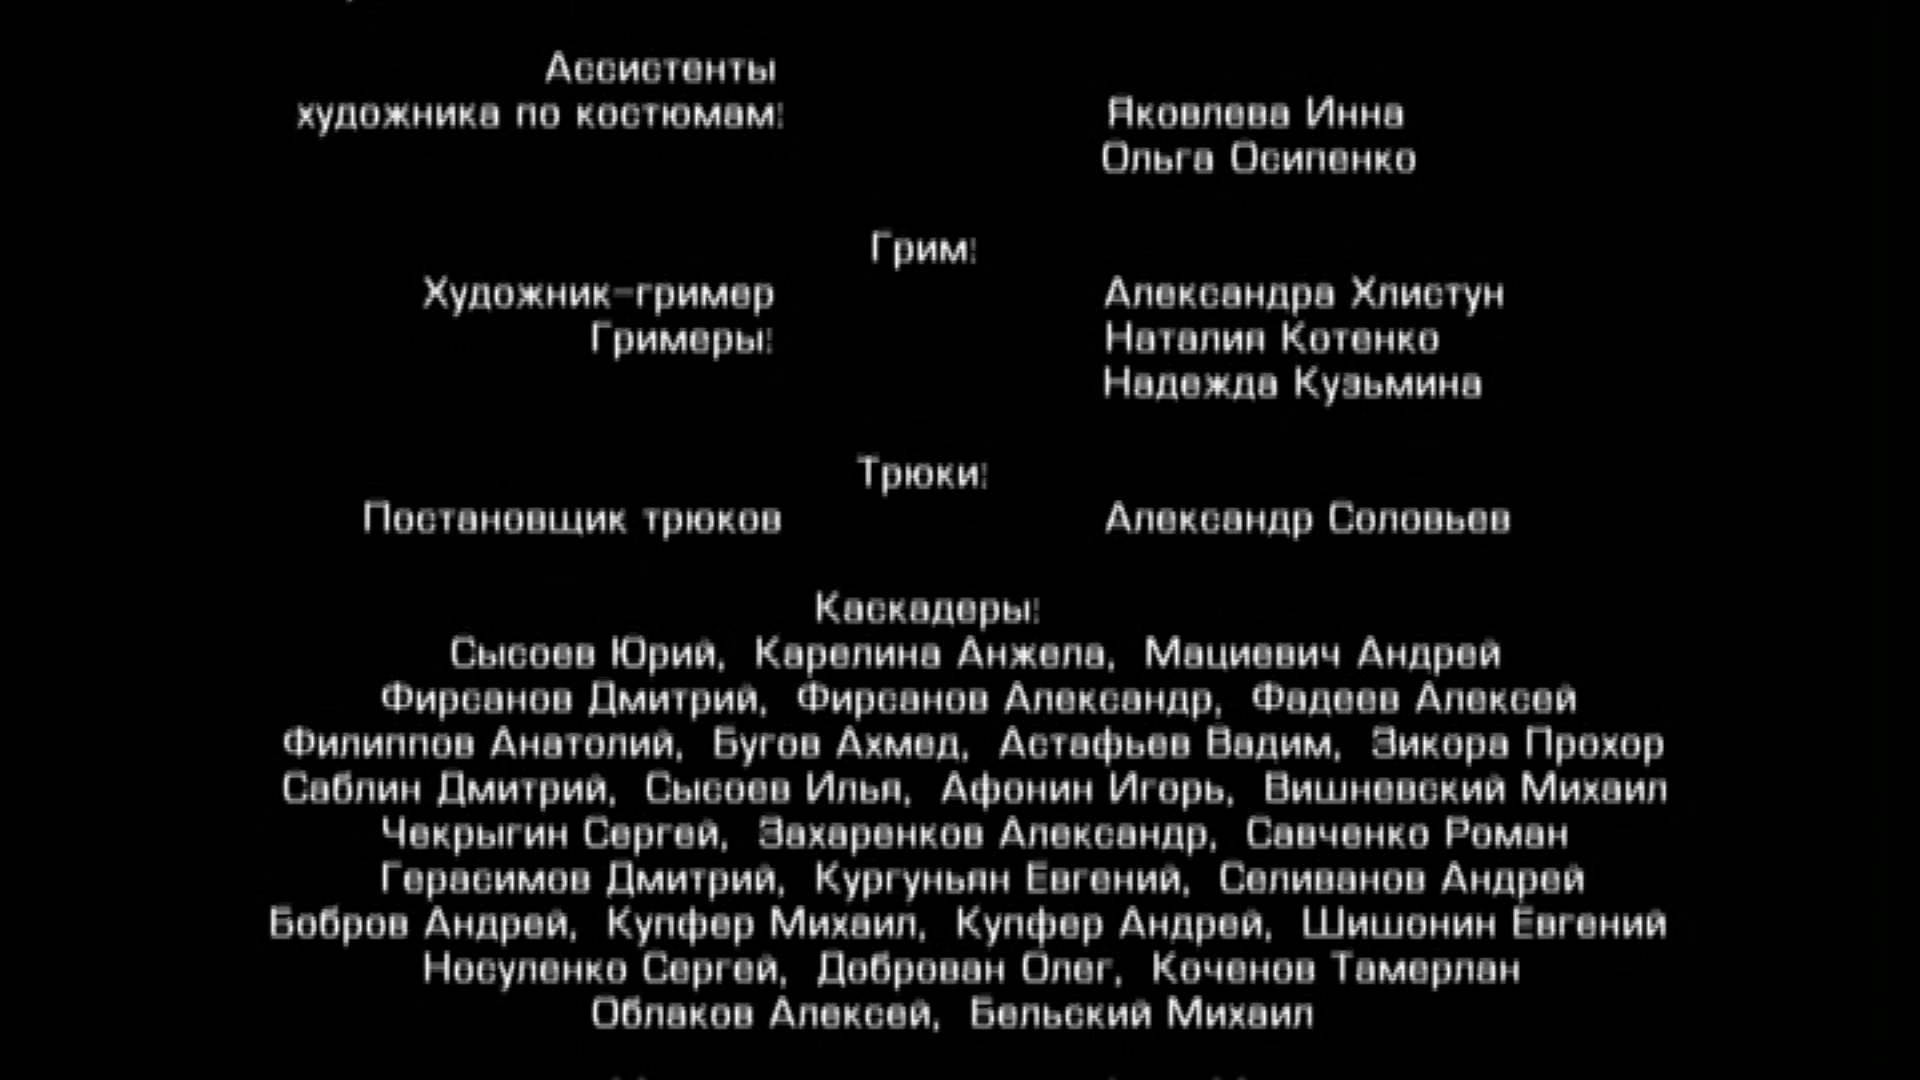 Ассистенты
художника по костюмам: Яковлева Инна
Ольга Осипенко
Грим:
Художник-гример Александра Хлистун
Гримеры: Наталия Котенко
Надежда Кузьмина
Трюки:
Постановщик трюков Александр Соловьев
Каскадеры:
Сысоев Юрий, Карелина Анжела, Мациевич Андрей
Фирсанов Дмитрий, Фирсанов Александр, Фадеев Алексей
Филиппов Анатолий, Бугов Ахмед, Астафьев Вадим, Зикора Прохор
Саблин Дмитрий, Сысоев Илья, Афонин Игорь, Вишневский Михаил
Чекрыгин Сергей, Захаренков Александр, Савченко Роман
Герасимов Дмитрий, Кургуньян Евгений, Селиванов Андрей
Бобров Андрей, Купфер Михаил, Купфер Андрей, Шишонин Евгений
Носуленко Сергей, Доброван Олег, Коченов Тамерлан
Облаков Алексей, Бельский Михаил